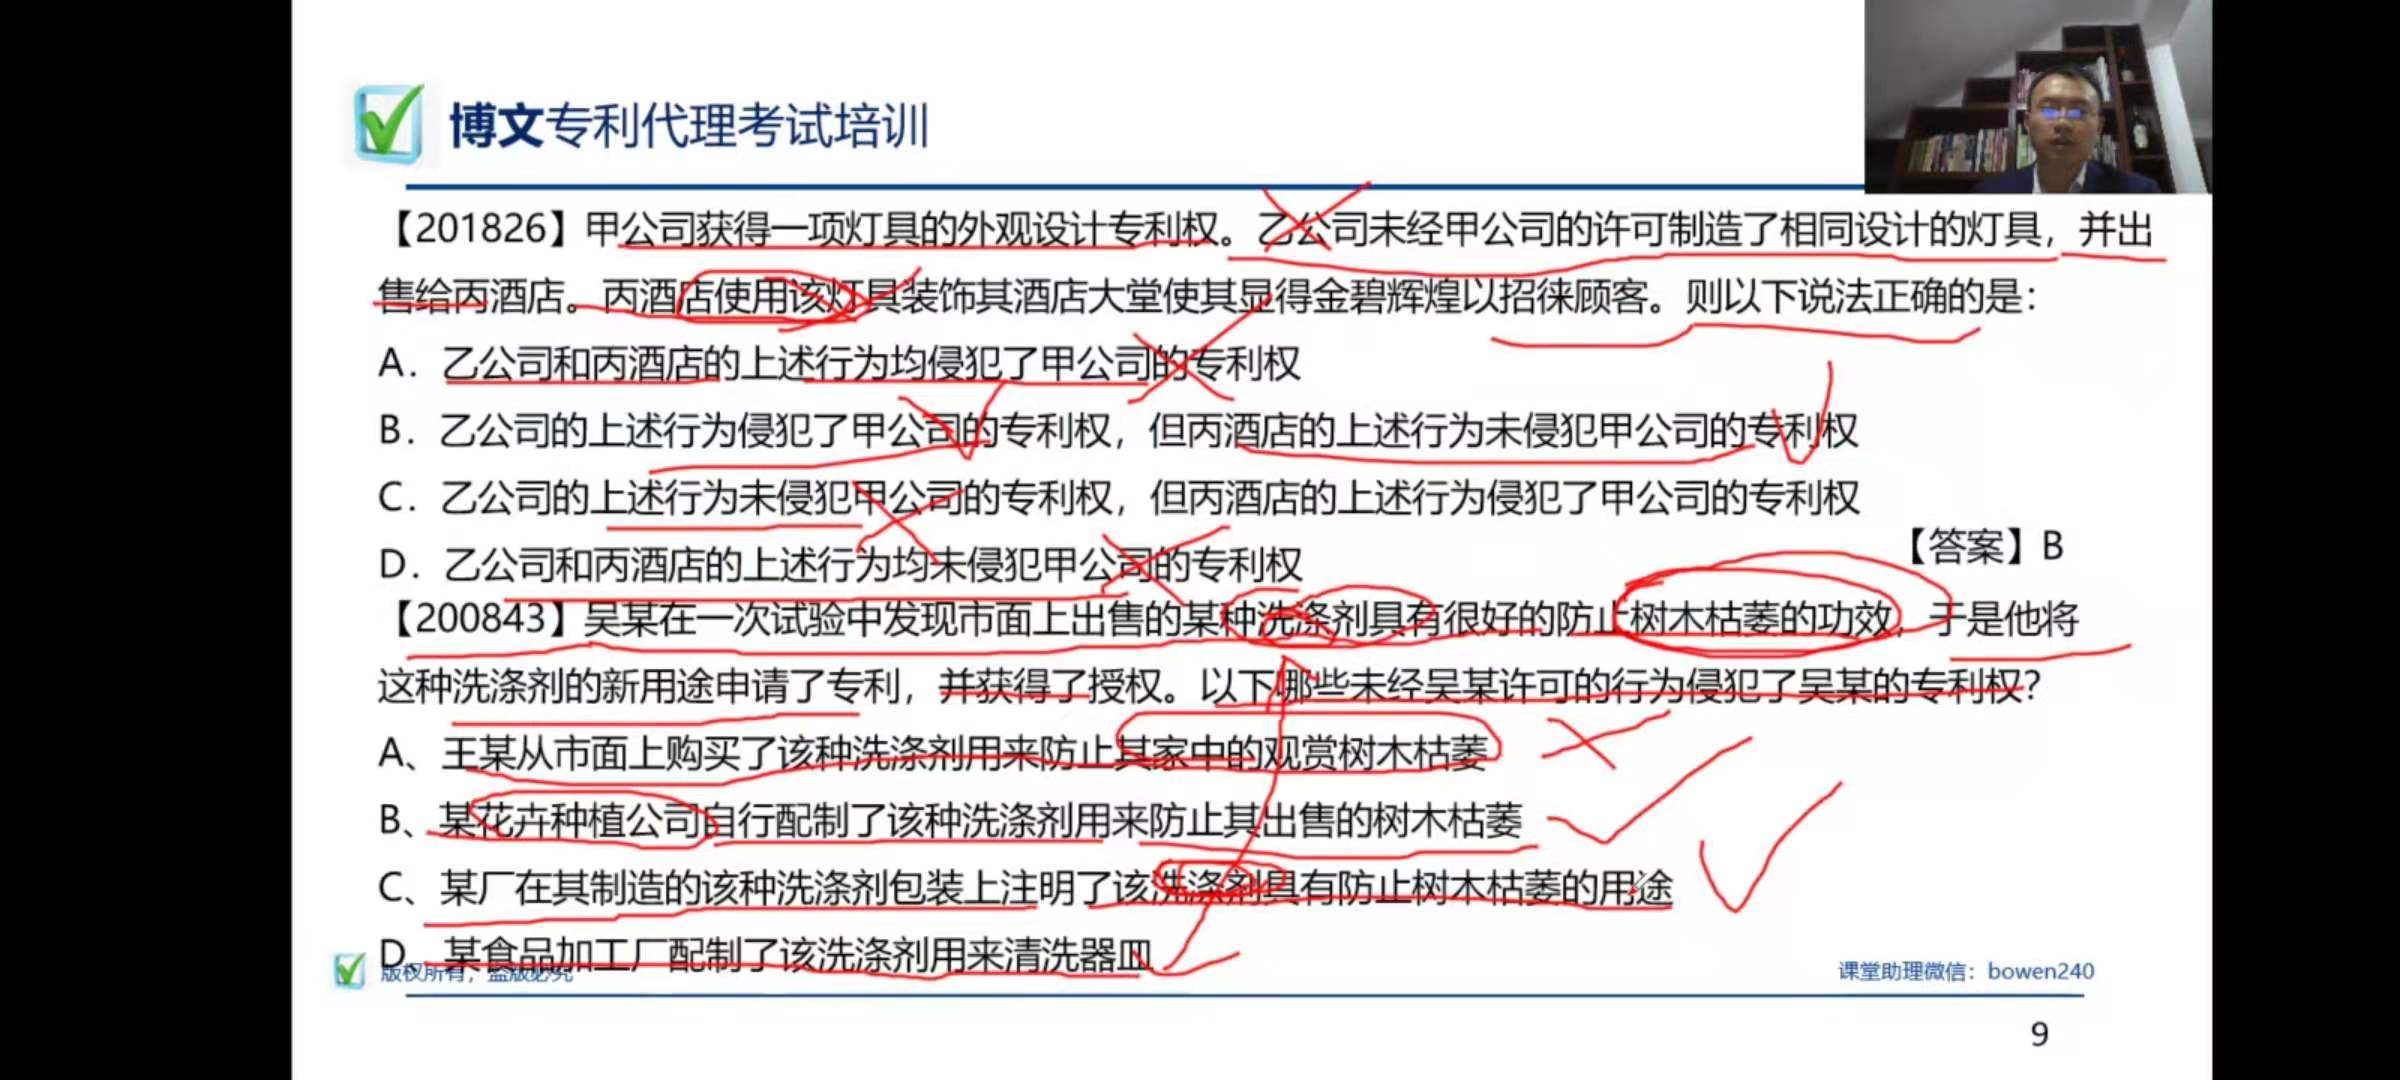 博文专利代理考试培训
【201826】甲公司获得一项灯具的外观设计专利权。乙公司未经甲公司的许可制造了相同设计的灯具，并出
售给丙酒店。丙酒店使用该灯具装饰其酒店大堂使其显得金碧辉煌以招徕顾客。则以下说法正确的是：
A. 乙公司和丙酒店的上述行为均侵犯了甲公司的专利权
B. 乙公司的上述行为侵犯了甲公司的专利权，但丙酒店的上述行为未侵犯甲公司的专利权
C. 乙公司的上述行为未侵犯甲公司的专利权，但丙酒店的上述行为侵犯了甲公司的专利权
【答案】B
D. 乙公司和丙酒店的上述行为均未侵犯甲公司的专利权
【200843】吴某在一次试验中发现市面上出售的某种洗涤剂具有很好的防止树木枯萎的功效，于是他将
这种洗涤剂的新用途申请了专利，并获得了授权。以下哪些未经吴某许可的行为侵犯了吴某的专利权？
A、王某从市面上购买了该种洗涤剂用来防止其家中的观赏树木枯萎
B、某花卉种植公司自行配制了该种洗涤剂用来防止其出售的树木枯萎
C、某厂在其制造的该种洗涤剂包装上注明了该洗涤剂具有防止树木枯萎的用途
D、某食品加工厂配制了该洗涤剂用来清洗器皿
版权所有，盗版必究
课堂助理微信：bowen240
9